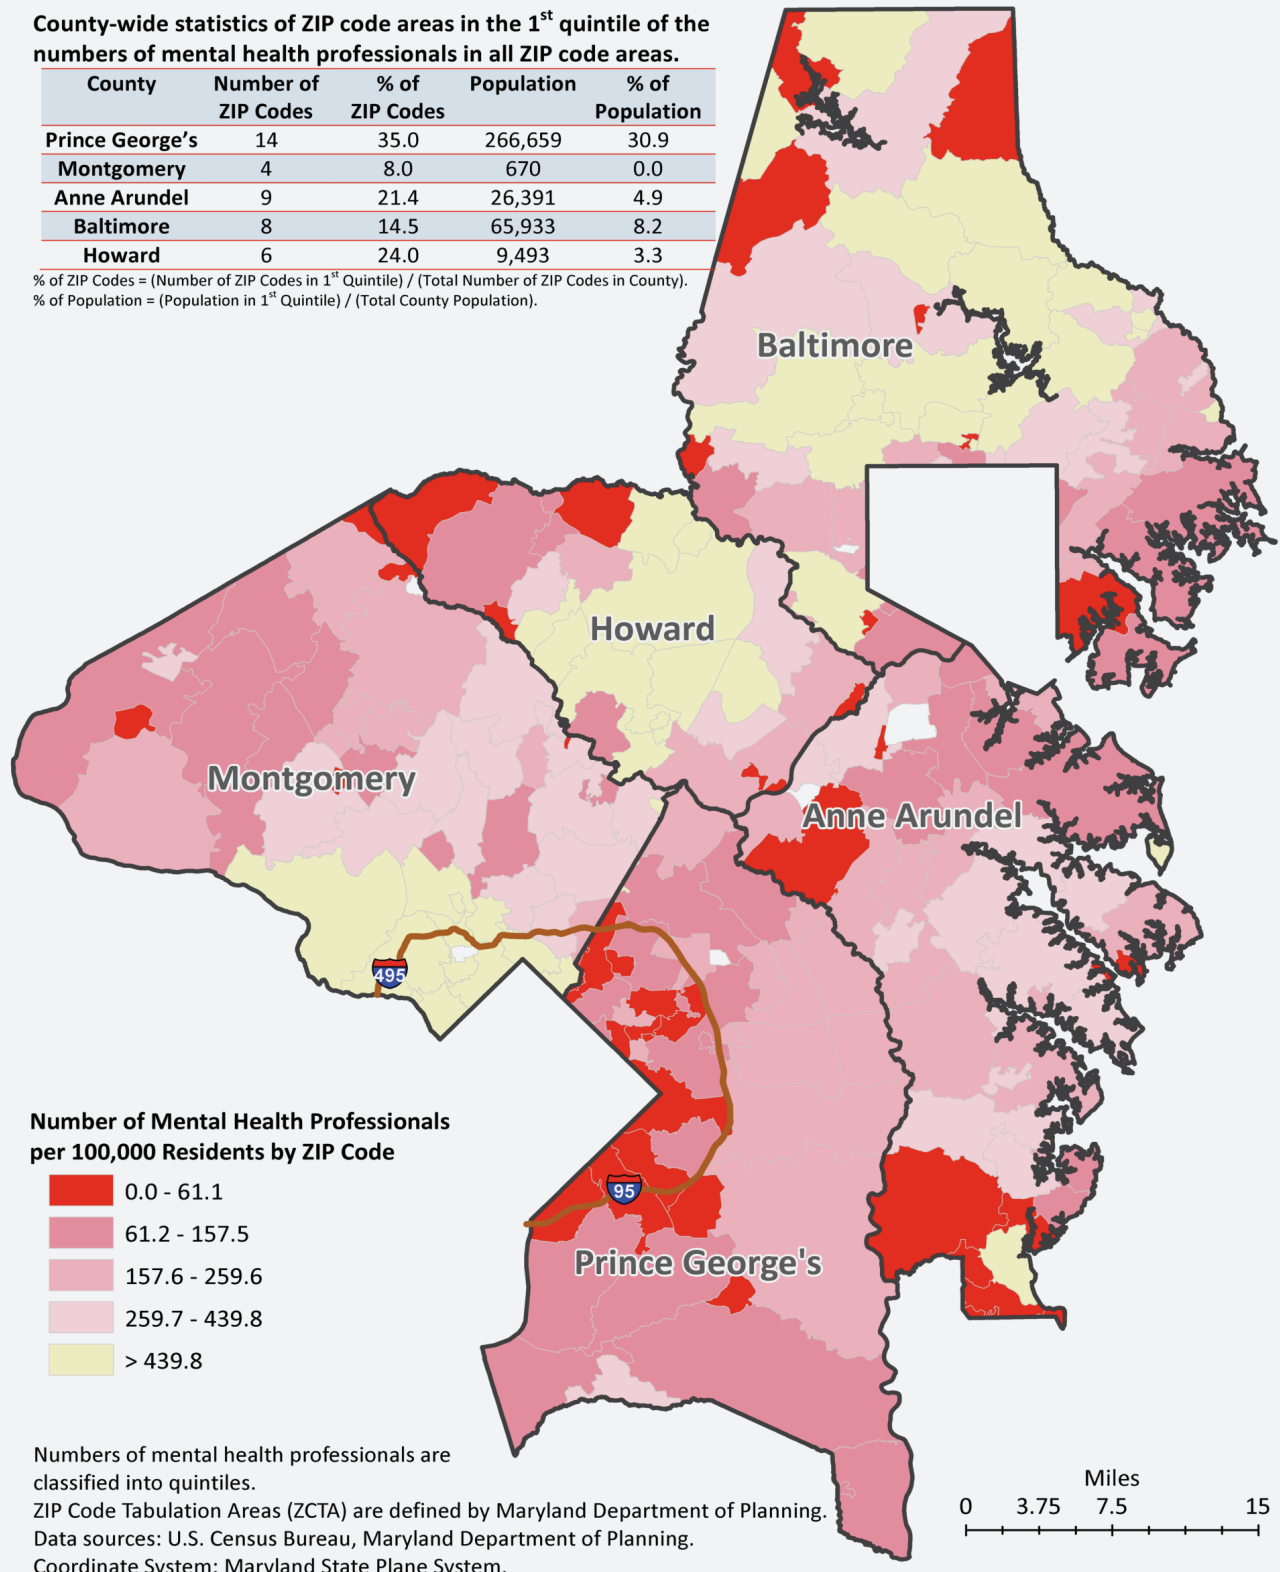 County-wide statistics of ZIP code areas in the 1st quintile of the
numbers of mental health professionals in all ZIP code areas.
County Number of ZIP Codes % of ZIP Codes Population % of Population
Prince George's 14 35.0 266,659 30.9
Montgomery 4 8.0 670 0.0
Anne Arundel 9 21.4 26,391 4.9
Baltimore 8 14.5 65,933 8.2
Howard 6 24.0 9,493 3.3
% of ZIP Codes = (Number of ZIP Codes in 1st Quintile) / (Total Number of ZIP Codes in County).
% of Population = (Population in 1st Quintile) / (Total County Population).
Baltimore
Howard
Montgomery
Anne Arundel
495
95
Prince George's
Number of Mental Health Professionals
per 100,000 Residents by ZIP Code
0.0 - 61.1
61.2 - 157.5
157.6 - 259.6
259.7 - 439.8
> 439.8
Numbers of mental health professionals are
classified into quintiles.
ZIP Code Tabulation Areas (ZCTA) are defined by Maryland Department of Planning.
Data sources: U.S. Census Bureau, Maryland Department of Planning.
Coordinate System: Maryland State Plane System.
Miles
0 3.75 7.5 15